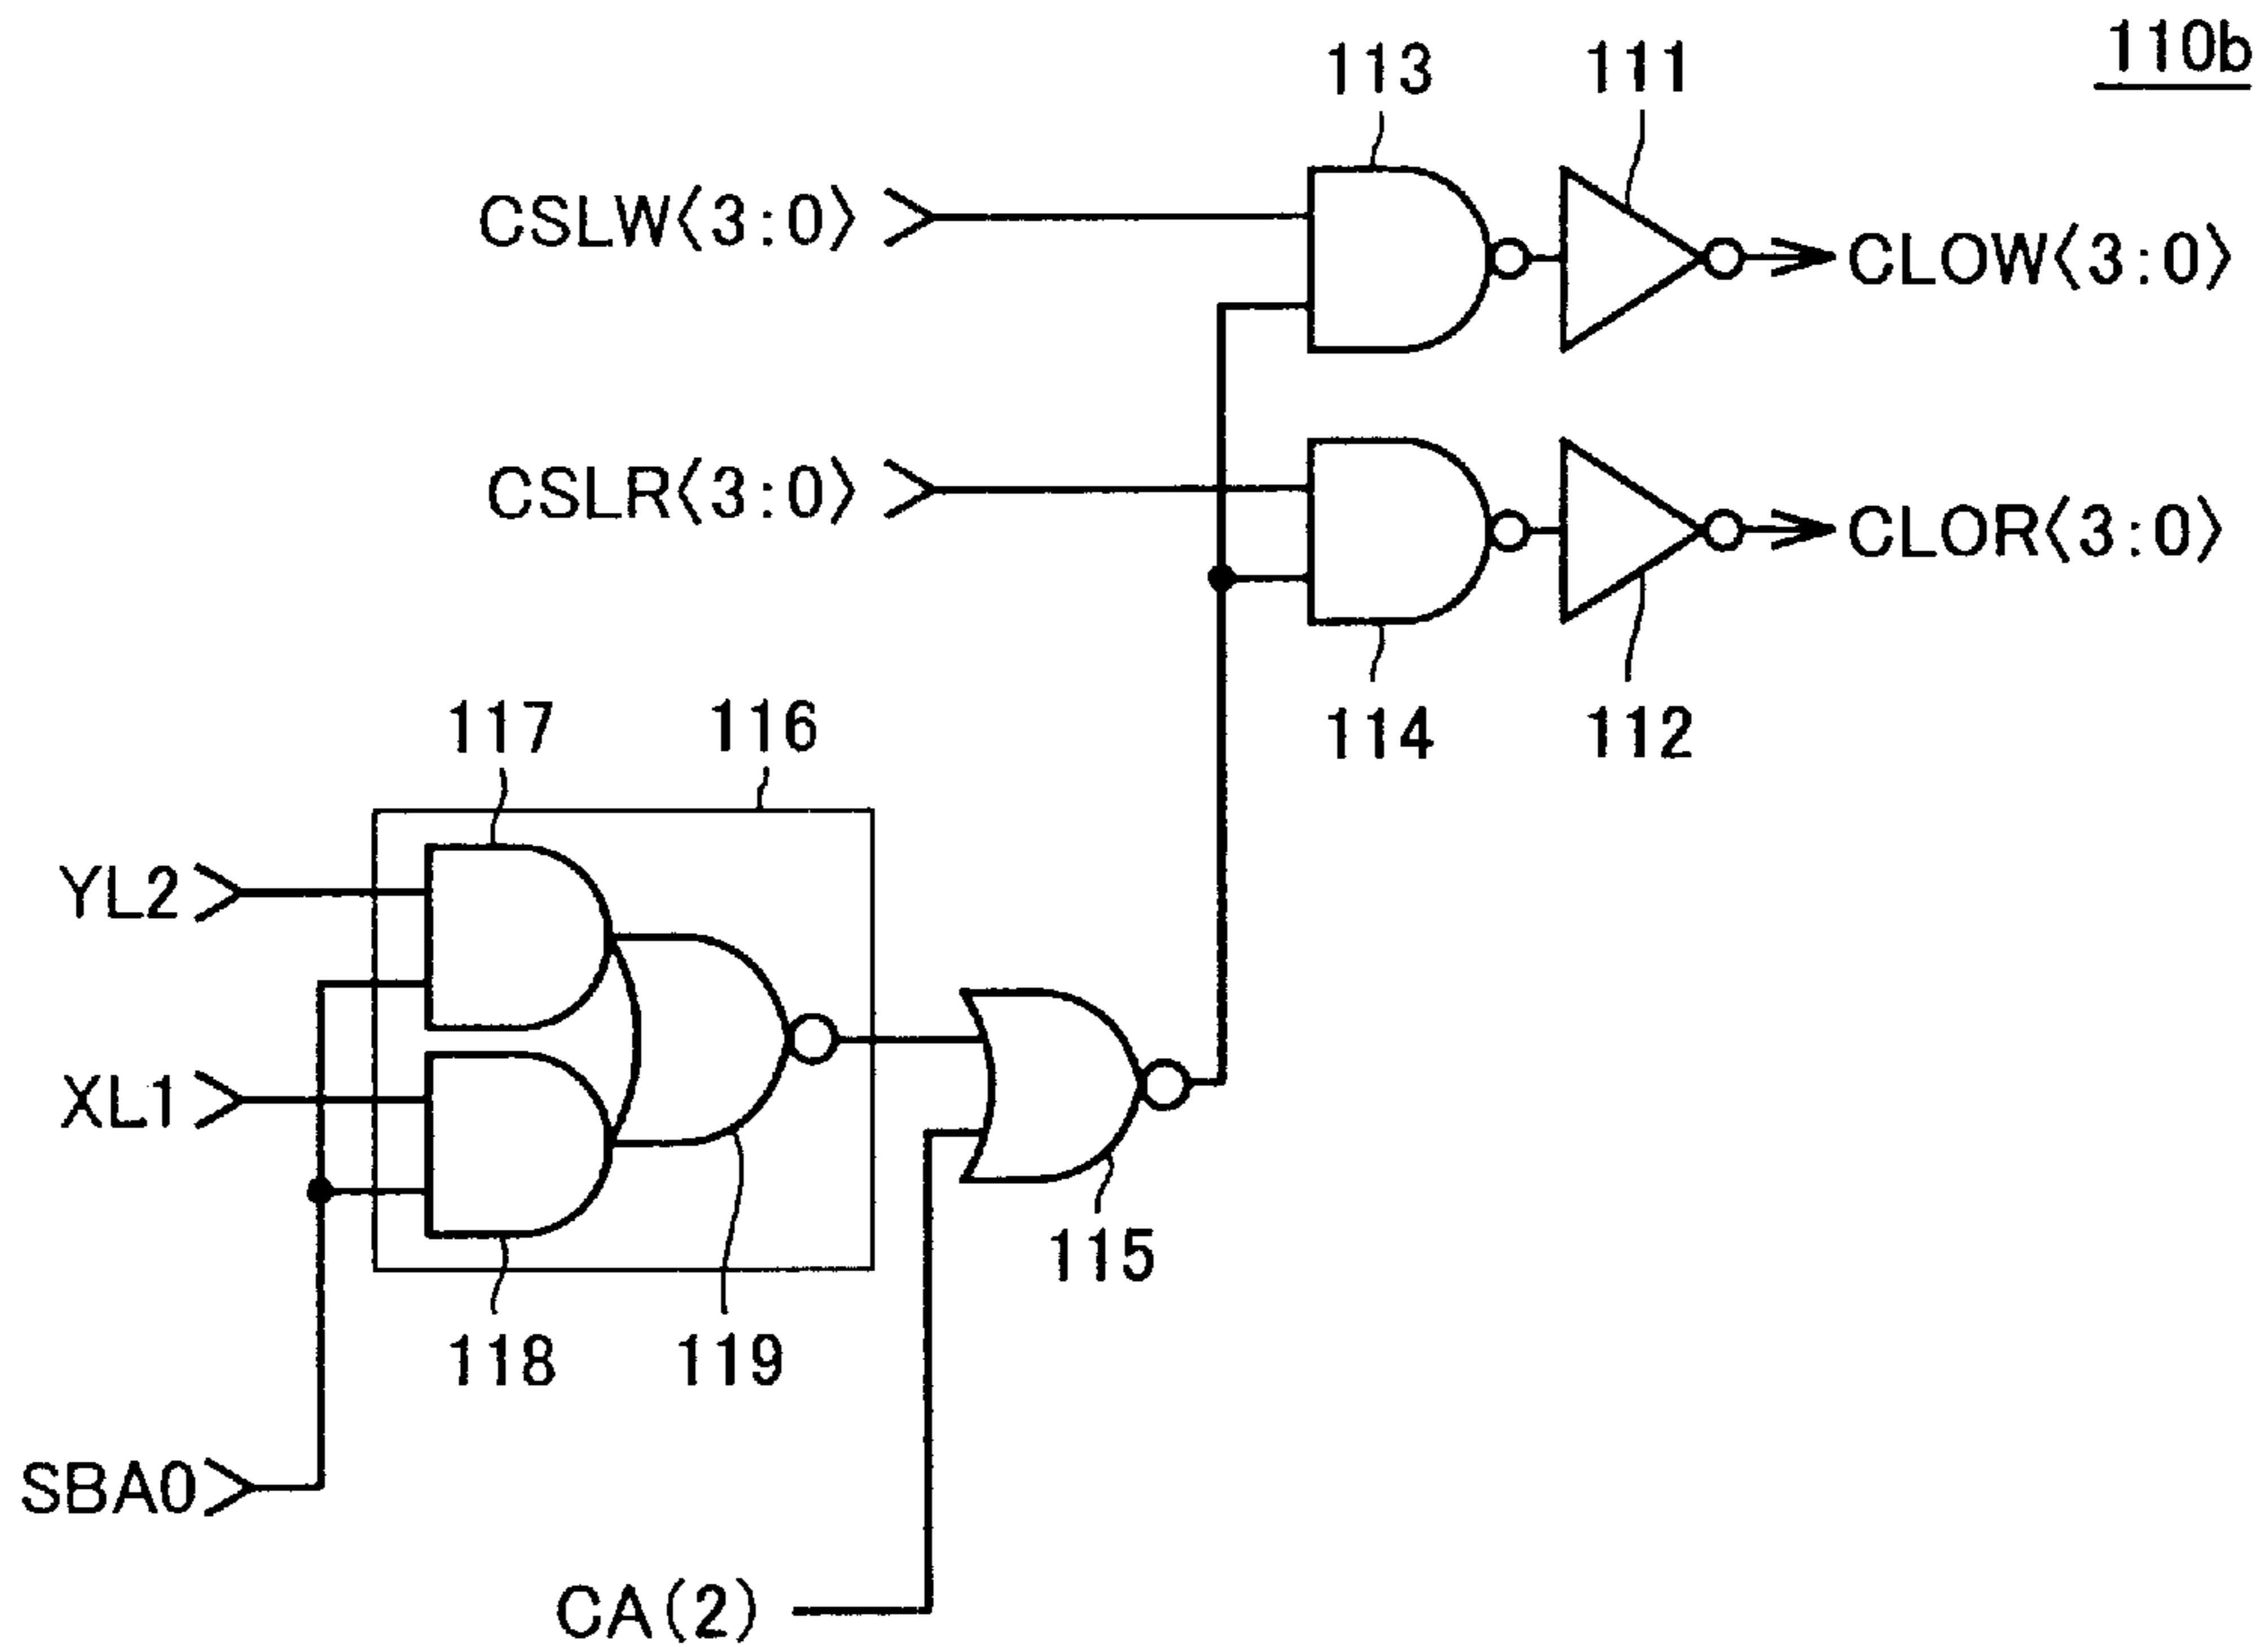 110b
113
111
CSLW〈3:0〉
CLOW〈3:0〉
CSLR〈3:0〉
CLOR〈3:0〉
114
112
117
116
YL2
XL1
115
118
119
SBA0
CA(2)